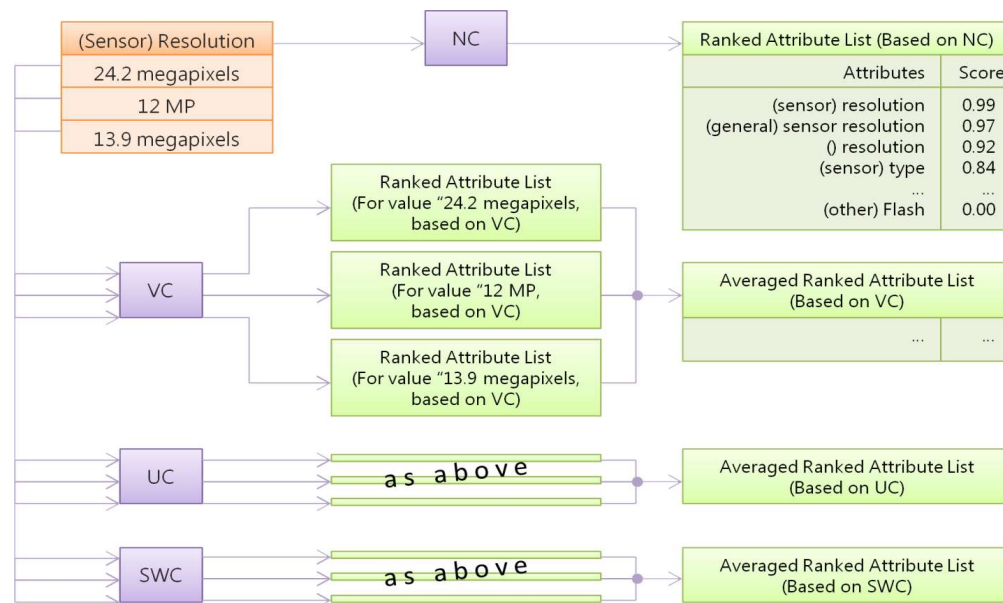 (Sensor) Resolution
24.2 megapixels
12 MP
13.9 megapixels
NC
Ranked Attribute List (Based on NC)
Attributes Score
(sensor) resolution 0.99
(general) sensor resolution 0.97
() resolution 0.92
(sensor) type 0.84
... ...
(other) Flash 0.00
VC
Ranked Attribute List
(For value "24.2 megapixels,
based on VC)
Ranked Attribute List
(For value "12 MP,
based on VC)
Ranked Attribute List
(For value "13.9 megapixels,
based on VC)
Averaged Ranked Attribute List
(Based on VC)
... ...
UC
as above
Averaged Ranked Attribute List
(Based on UC)
SWC
as above
Averaged Ranked Attribute List
(Based on SWC)